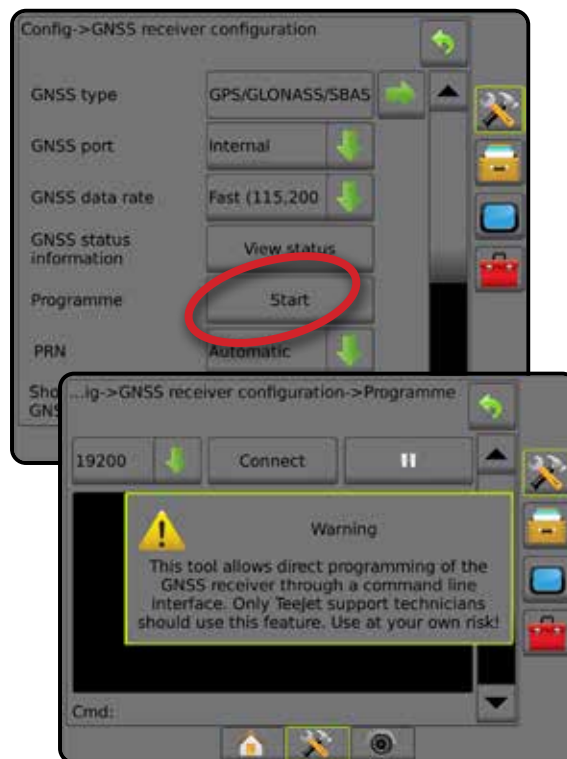 Config->GNSS receiver configuration
GNSS type GPS/GLONASS/SBAS
GNSS port Internal
GNSS data rate Fast (115,200
GNSS status
information View status
Programme Start
PRN Automatic
Sho
GNS
...ig->GNSS receiver configuration->Programme
19200 Connect
Warning
This tool allows direct programming of the
GNSS receiver through a command line
interface. Only TeeJet support technicians
should use this feature. Use at your own risk!
Cmd: